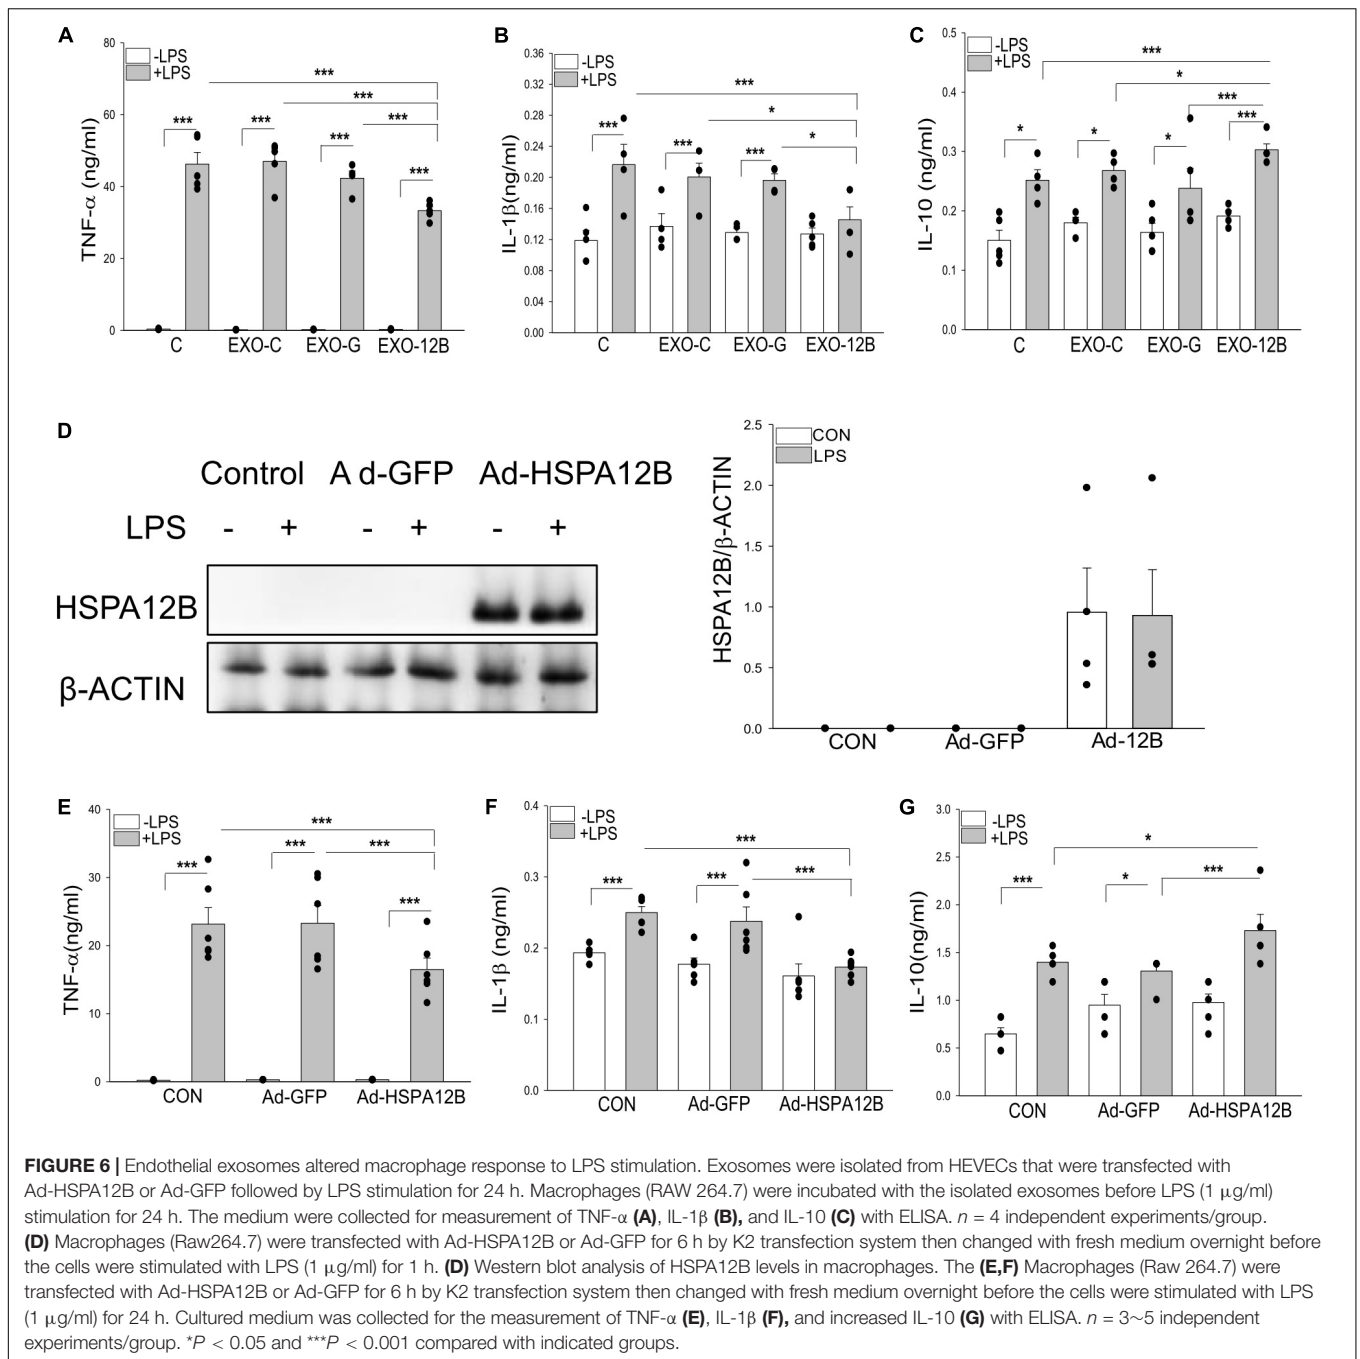 A
80
60
40
20
0
TNF-α (ng/ml)
-LPS
+LPS
***
***
***
***
***
***
***
C EXO-C EXO-G EXO-12B
B
0.36
0.32
0.28
0.24
0.20
0.16
0.12
0.08
0.04
0.00
IL-1β(ng/ml)
-LPS
+LPS
***
*
*
***
***
***
C EXO-C EXO-G EXO-12B
C
0.5
0.4
0.3
0.2
0.1
0.0
IL-10 (ng/ml)
-LPS
+LPS
***
*
***
***
*
*
*
C EXO-C EXO-G EXO-12B
D
Control A d-GFP Ad-HSPA12B
LPS - + - + - +
HSPA12B
β-ACTIN
2.5
2.0
1.5
1.0
0.5
0.0
HSPA12B/β-ACTIN
CON
LPS
CON Ad-GFP Ad-12B
E
40
30
20
10
0
TNF-α(ng/ml)
-LPS
+LPS
***
***
***
***
***
CON Ad-GFP Ad-HSPA12B
F
0.4
0.3
0.2
0.1
0.0
IL-1β (ng/ml)
-LPS
+LPS
***
***
***
***
CON Ad-GFP Ad-HSPA12B
G
3.0
2.5
2.0
1.5
1.0
0.5
0.0
IL-10(ng/ml)
-LPS
+LPS
*
***
*
***
CON Ad-GFP Ad-HSPA12B
FIGURE 6 | Endothelial exosomes altered macrophage response to LPS stimulation. Exosomes were isolated from HEVECs that were transfected with
Ad-HSPA12B or Ad-GFP followed by LPS stimulation for 24 h. Macrophages (RAW 264.7) were incubated with the isolated exosomes before LPS (1 μg/ml)
stimulation for 24 h. The medium were collected for measurement of TNF-α (A), IL-1β (B), and IL-10 (C) with ELISA. n = 4 independent experiments/group.
(D) Macrophages (Raw264.7) were transfected with Ad-HSPA12B or Ad-GFP for 6 h by K2 transfection system then changed with fresh medium overnight before
the cells were stimulated with LPS (1 μg/ml) for 1 h. (D) Western blot analysis of HSPA12B levels in macrophages. The (E,F) Macrophages (Raw 264.7) were
transfected with Ad-HSPA12B or Ad-GFP for 6 h by K2 transfection system then changed with fresh medium overnight before the cells were stimulated with LPS
(1 μg/ml) for 24 h. Cultured medium was collected for the measurement of TNF-α (E), IL-1β (F), and increased IL-10 (G) with ELISA. n = 3∼5 independent
experiments/group. *P < 0.05 and ***P < 0.001 compared with indicated groups.